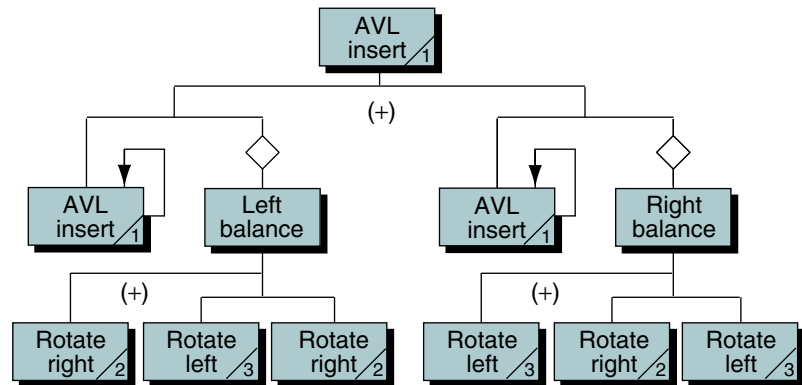 AVL
insert
1
(+)
AVL
insert
1
Left
balance
AVL
insert
1
Right
balance
(+)
(+)
Rotate
right
2
Rotate
left
3
Rotate
right
2
Rotate
left
3
Rotate
right
2
Rotate
left
3